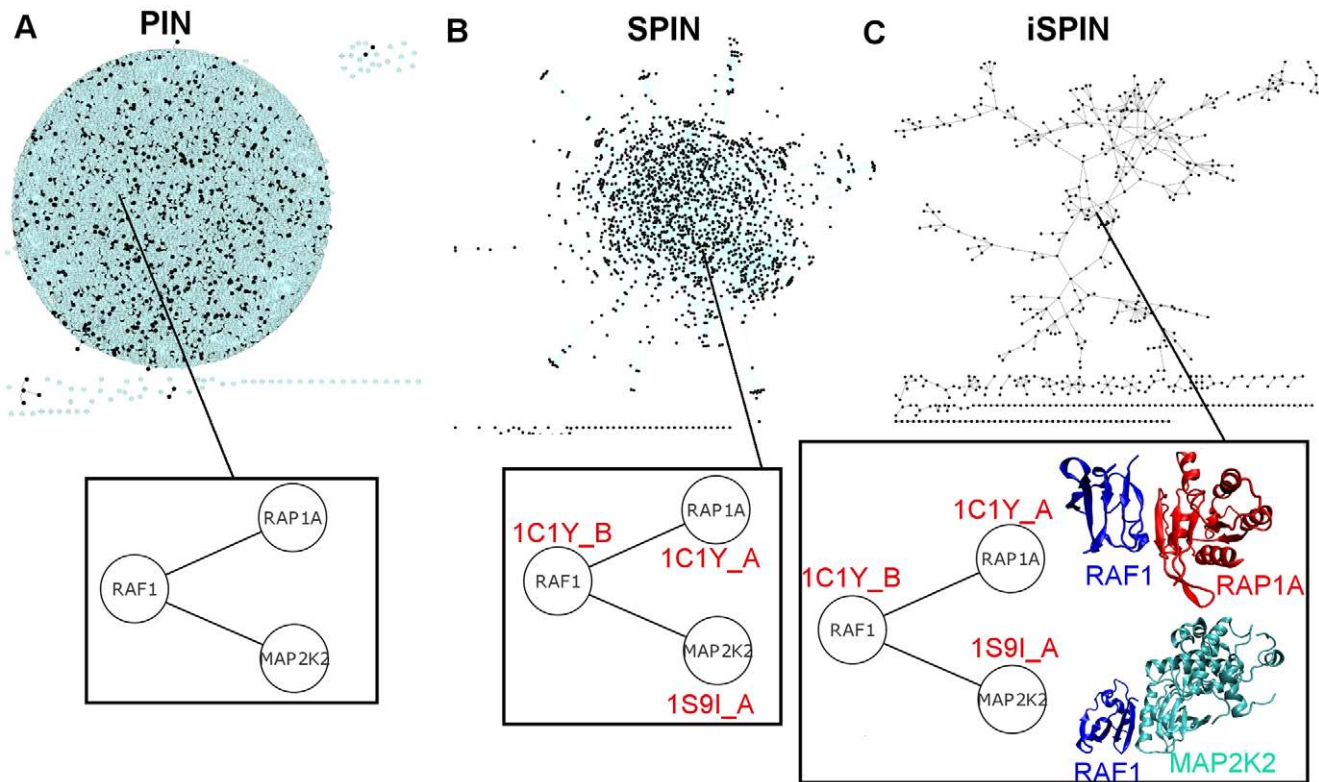 A PIN
B SPIN
C iSPIN
RAF1
RAP1A
MAP2K2
1C1Y_B
RAF1
RAP1A
1C1Y_A
MAP2K2
1S9I_A
1C1Y_B
RAF1
1C1Y_A
RAP1A
1S9I_A
MAP2K2
RAF1
RAP1A
RAF1
MAP2K2